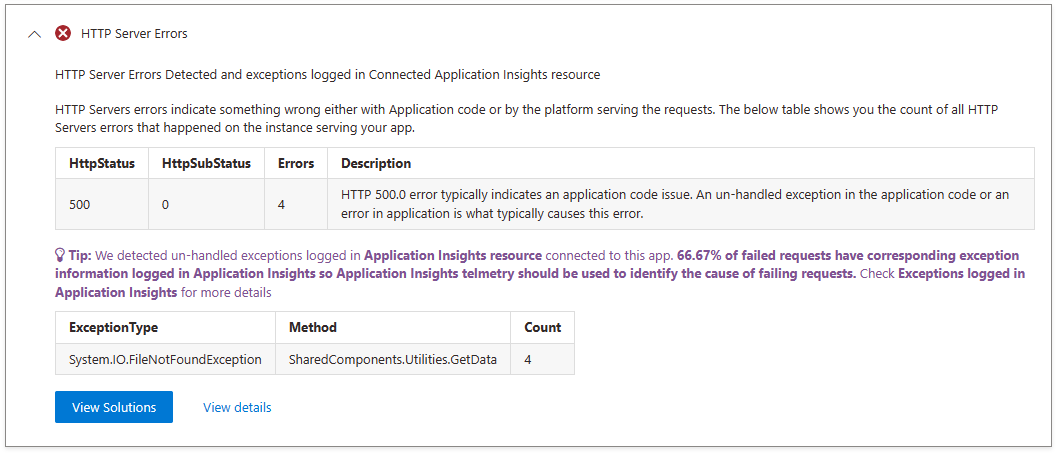 HTTP Server Errors
HTTP Server Errors Detected and exceptions logged in Connected Application Insights resource
HTTP Servers errors indicate something wrong either with Application code or by the platform serving the requests. The below table shows you the count of all HTTP
Servers errors that happened on the instance serving your app.
HttpStatus HttpSubStatus Errors Description
500 0 4 HTTP 500.0 error typically indicates an application code issue. An un-handled exception in the application code or an
error in application is what typically causes this error.
Tip: We detected un-handled exceptions logged in Application Insights resource connected to this app. 66.67% of failed requests have corresponding exception
information logged in Application Insights so Application Insights telmetry should be used to identify the cause of failing requests. Check Exceptions logged in
Application Insights for more details
ExceptionType Method Count
System.IO.FileNotFoundException SharedComponents.Utilities.GetData 4
View Solutions View details